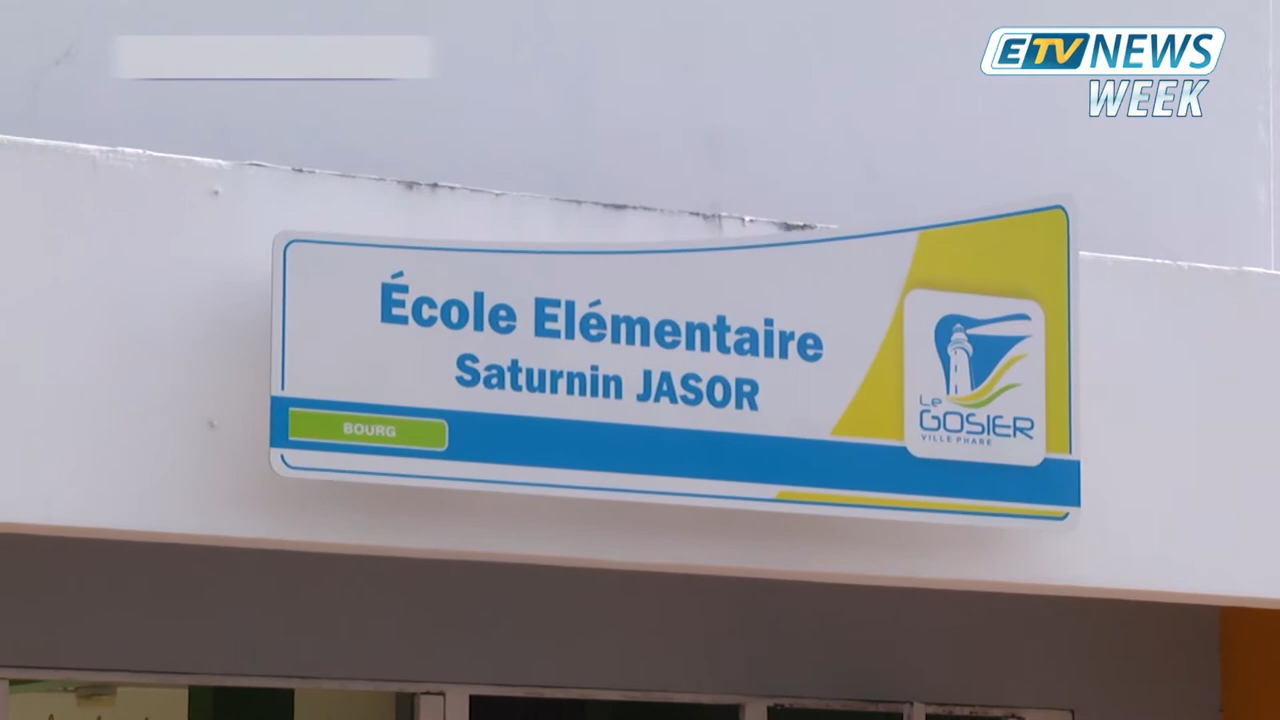 ETV NEWS
WEEK
École Elémentaire
Saturnin JASOR
BOURG
Le
GOSIER
VILLE PHARE